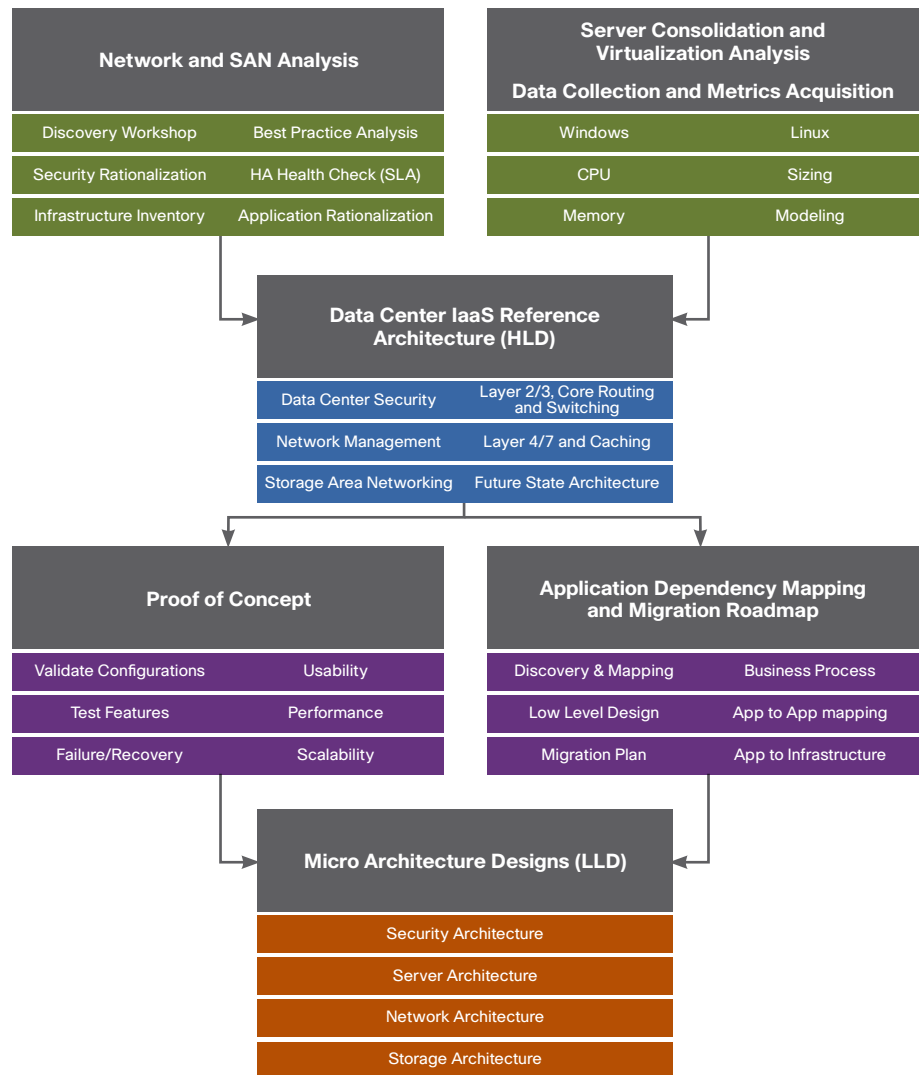 Network and SAN Analysis
Discovery Workshop Best Practice Analysis
Security Rationalization HA Health Check (SLA)
Infrastructure Inventory Application Rationalization
Server Consolidation and
Virtualization Analysis
Data Collection and Metrics Acquisition
Windows Linux
CPU Sizing
Memory Modeling
Data Center IaaS Reference
Architecture (HLD)
Data Center Security
Layer 2/3, Core Routing
and Switching
Network Management Layer 4/7 and Caching
Storage Area Networking Future State Architecture
Proof of Concept
Validate Configurations Usability
Test Features Performance
Failure/Recovery Scalability
Application Dependency Mapping
and Migration Roadmap
Discovery & Mapping Business Process
Low Level Design App to App mapping
Migration Plan App to Infrastructure
Micro Architecture Designs (LLD)
Security Architecture
Server Architecture
Network Architecture
Storage Architecture